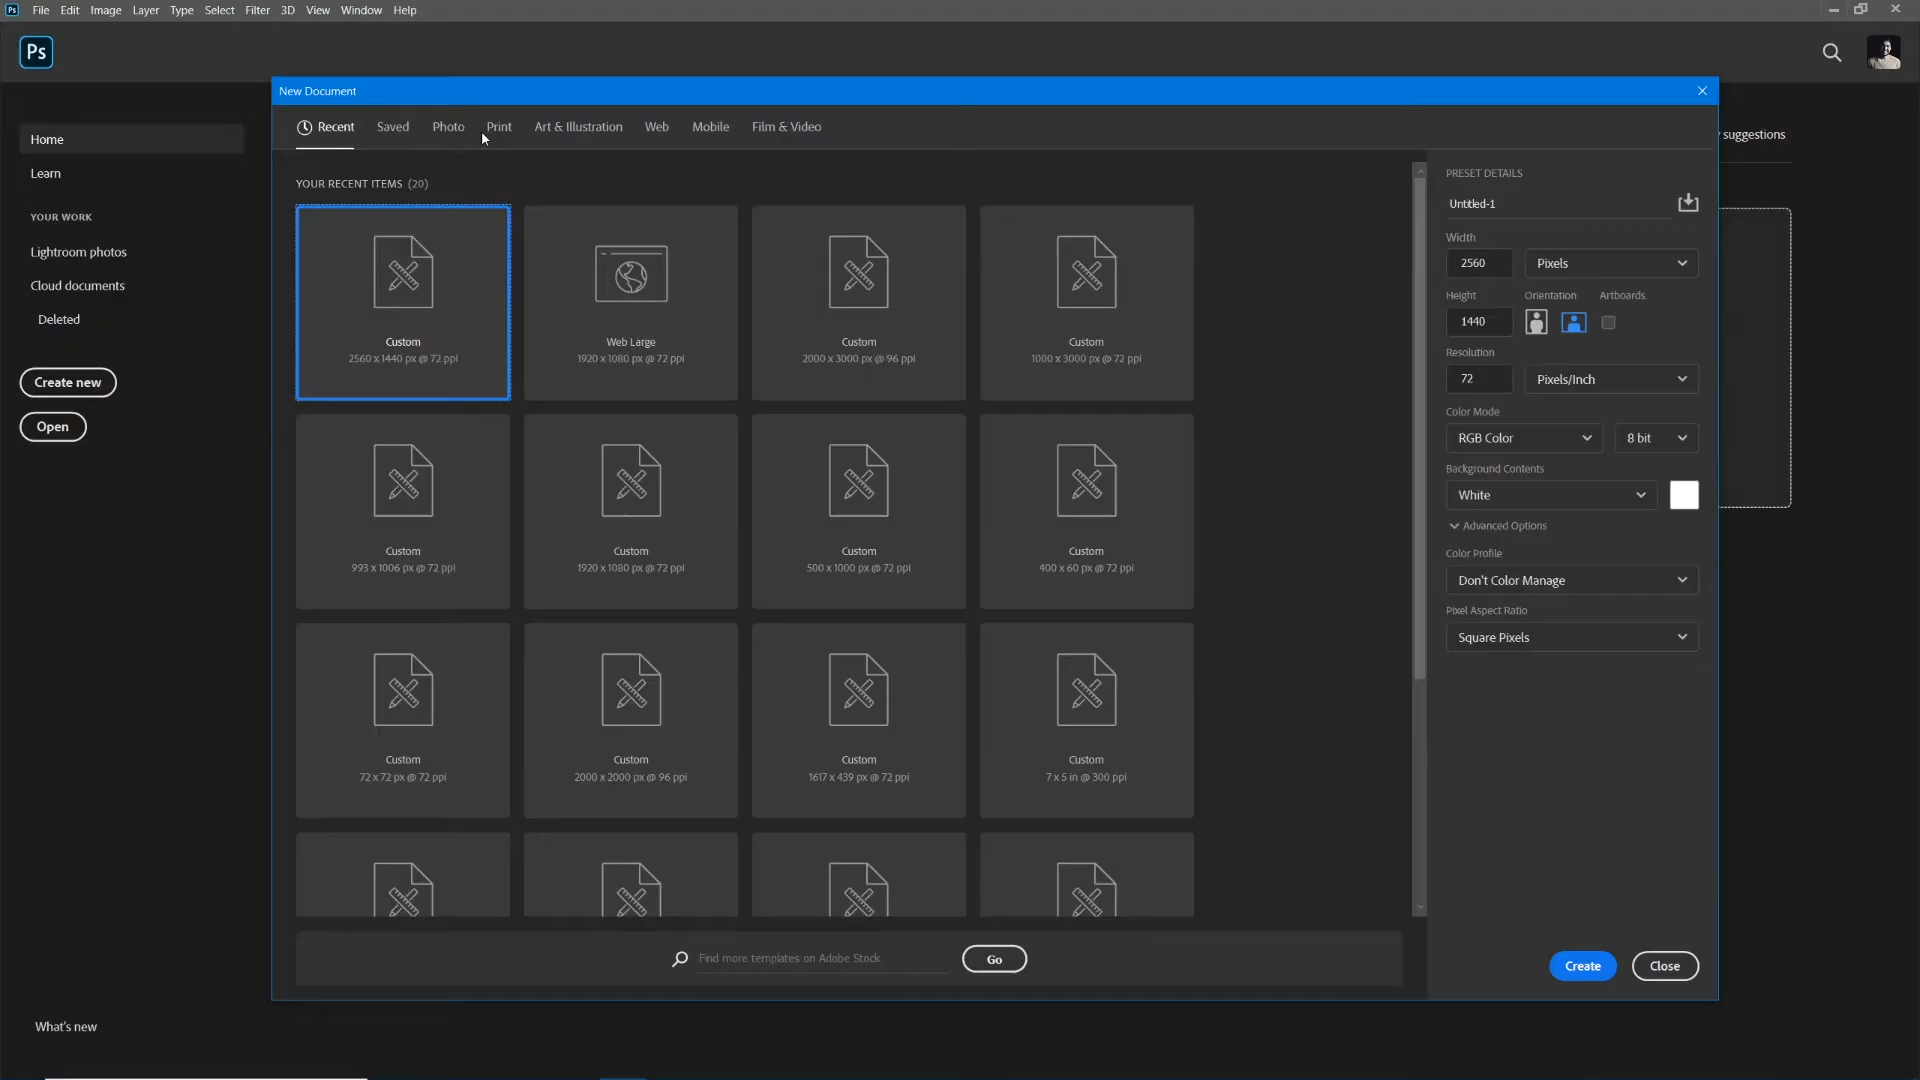 Ps File Edit Image Layer Type Select Filter 3D View Window Help
Ps
New Document
Recent Saved Photo Print Art & Illustration Web Mobile Film & Video
Home
Learn
YOUR WORK
Lightroom photos
Cloud documents
Deleted
Create new
Open
What's new
YOUR RECENT ITEMS (20)
Custom
2560 x 1440 px @ 72 ppi
Web Large
1920 x 1080 px @ 72 ppi
Custom
2000 x 3000 px @ 96 ppi
Custom
1000 x 3000 px @ 72 ppi
Custom
993 x 1006 px @ 72 ppi
Custom
1920 x 1080 px @ 72 ppi
Custom
500 x 1000 px @ 72 ppi
Custom
400 x 60 px @ 72 ppi
Custom
72 x 72 px @ 72 ppi
Custom
2000 x 2000 px @ 96 ppi
Custom
1617 x 439 px @ 72 ppi
Custom
7 x 5 in @ 300 ppi
Find more templates on Adobe Stock Go
PRESET DETAILS
Untitled-1
Width
2560 Pixels
Height Orientation Artboards
1440
Resolution
72 Pixels/Inch
Color Mode
RGB Color 8 bit
Background Contents
White
Advanced Options
Color Profile
Don't Color Manage
Pixel Aspect Ratio
Square Pixels
Create Close
suggestions